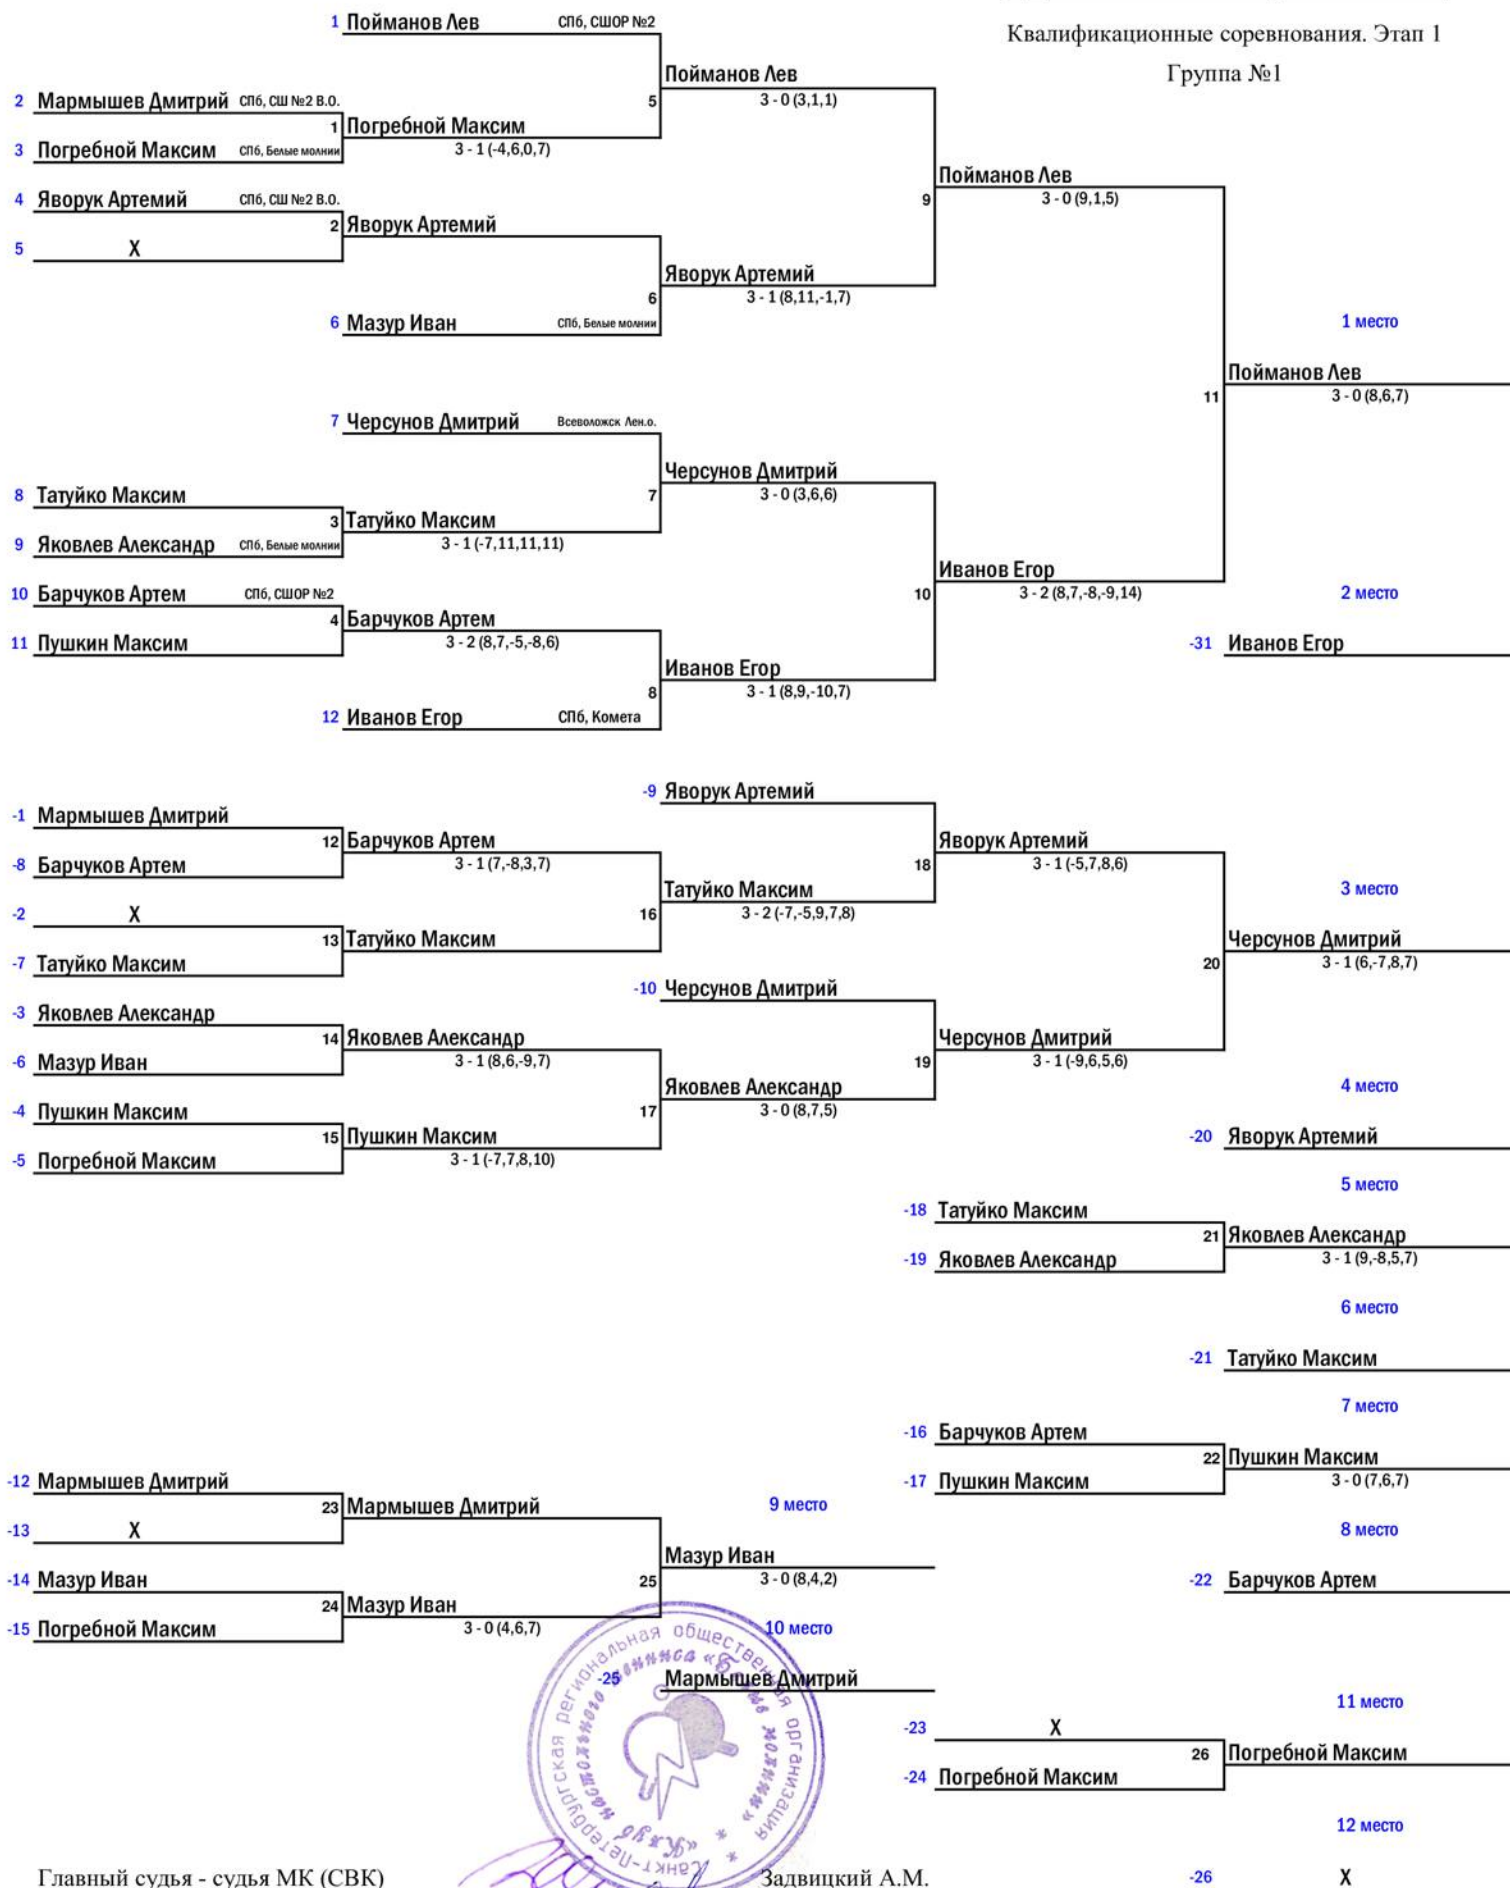 Квалификационные соревнования. Этап 1
Группа №1
1 Пойманов Лев СПб, СШОР №2
Пойманов Лев
2 Мармышев Дмитрий СПб, СШ №2 В.О.
5 3 - 0 (3,1,1)
1 Погребной Максим
3 Погребной Максим СПб, Белые молнии
3 - 1 (-4,6,0,7)
Пойманов Лев
4 Яворук Артемий СПб, СШ №2 В.О.
9 3 - 0 (9,1,5)
2 Яворук Артемий
5 X
Яворук Артемий
6 3 - 1 (8,11,-1,7)
6 Мазур Иван СПб, Белые молнии
1 место
Пойманов Лев
11 3 - 0 (8,6,7)
7 Черсунов Дмитрий Всеволожск Лен.о.
Черсунов Дмитрий
8 Татуйко Максим
7 3 - 0 (3,6,6)
3 Татуйко Максим
9 Яковлев Александр СПб, Белые молнии
3 - 1 (-7,11,11,11)
Иванов Егор
10 Барчуков Артем СПб, СШОР №2
10 3 - 2 (8,7,-8,-9,14)
2 место
4 Барчуков Артем
11 Пушкин Максим
3 - 2 (8,7,-5,-8,6)
-31 Иванов Егор
Иванов Егор
8 3 - 1 (8,9,-10,7)
12 Иванов Егор СПб, Комета
-9 Яворук Артемий
-1 Мармышев Дмитрий
12 Барчуков Артем
Яворук Артемий
-8 Барчуков Артем
3 - 1 (7,-8,3,7)
18 3 - 1 (-5,7,8,6)
Татуйко Максим
3 место
-2 X
16 3 - 2 (-7,-5,9,7,8)
13 Татуйко Максим
Черсунов Дмитрий
-7 Татуйко Максим
20 3 - 1 (6,-7,8,7)
-10 Черсунов Дмитрий
-3 Яковлев Александр
14 Яковлев Александр
Черсунов Дмитрий
-6 Мазур Иван
3 - 1 (8,6,-9,7)
19 3 - 1 (-9,6,5,6)
Яковлев Александр
4 место
-4 Пушкин Максим
17 3 - 0 (8,7,5)
15 Пушкин Максим
-20 Яворук Артемий
-5 Погребной Максим
3 - 1 (-7,7,8,10)
5 место
-18 Татуйко Максим
21 Яковлев Александр
-19 Яковлев Александр
3 - 1 (9,-8,5,7)
6 место
-21 Татуйко Максим
7 место
-16 Барчуков Артем
22 Пушкин Максим
-17 Пушкин Максим
3 - 0 (7,6,7)
-12 Мармышев Дмитрий
23 Мармышев Дмитрий
9 место
-13 X
8 место
Мазур Иван
-14 Мазур Иван
25 3 - 0 (8,4,2)
-22 Барчуков Артем
24 Мазур Иван
-15 Погребной Максим
3 - 0 (4,6,7)
10 место
-25 Мармышев Дмитрий
11 место
-23 X
26 Погребной Максим
-24 Погребной Максим
12 место
Санкт-Петербургская региональная общественная организация
«Клуб настольного тенниса «Белые молнии»
Главный судья - судья МК (СВК) Задвицкий А.М.
-26 X